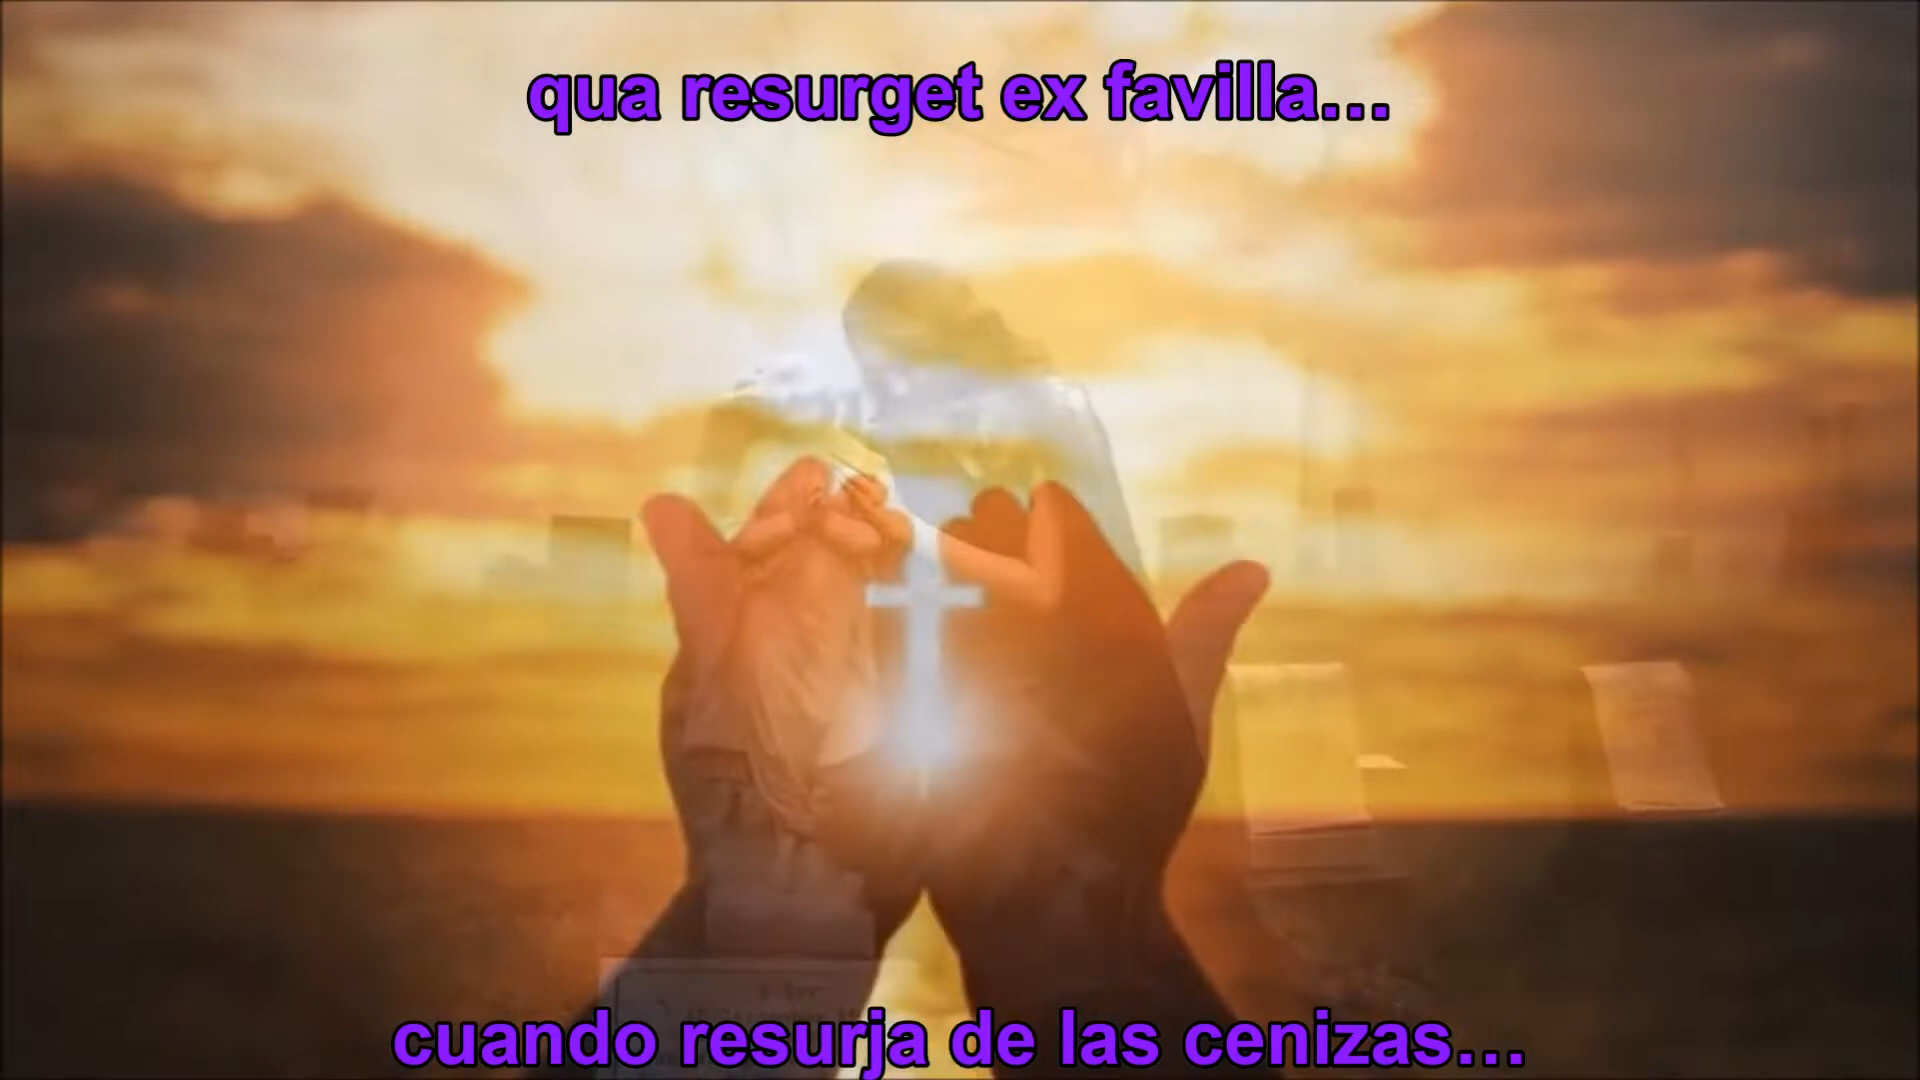 qua resurget ex favilla...
cuando resurja de las cenizas...